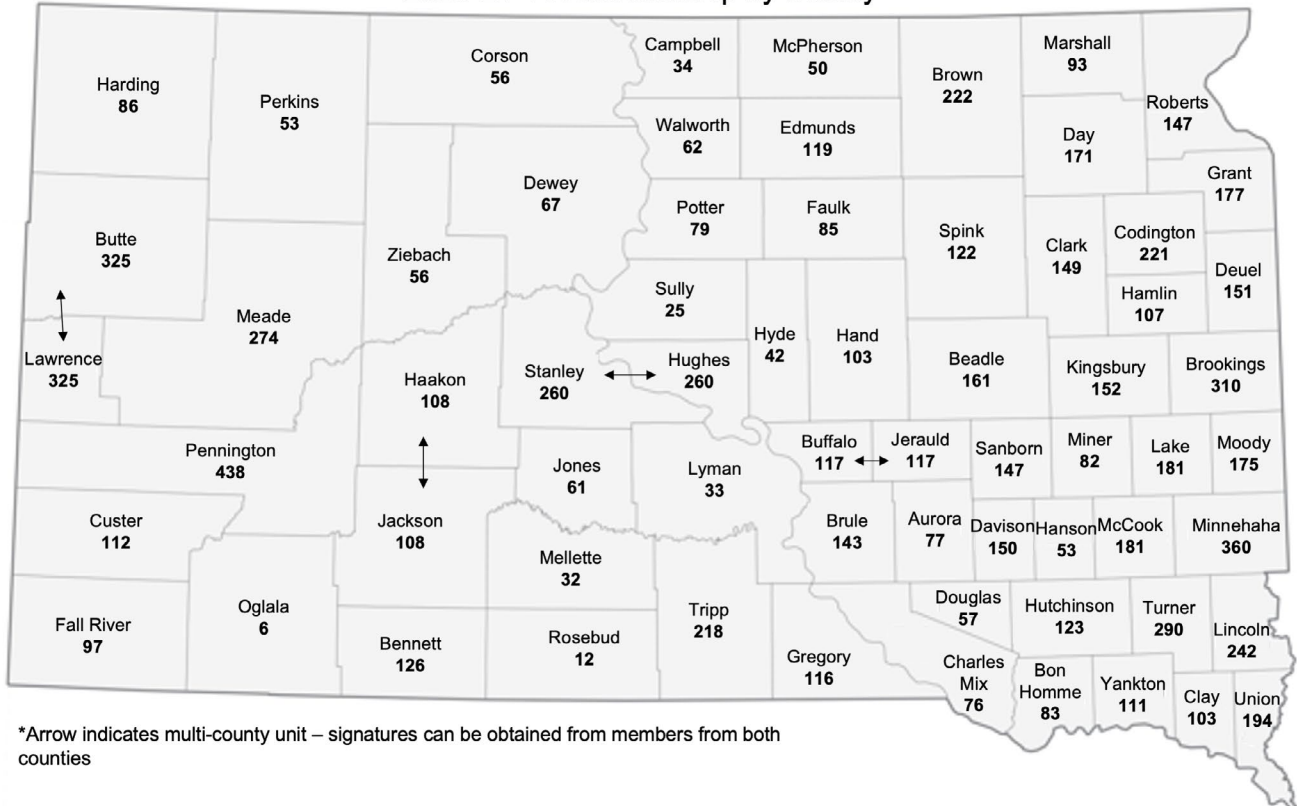 Corson
56
Campbell
34
McPherson
50
Marshall
93
Harding
86
Perkins
53
Brown
222
Roberts
147
Walworth
62
Edmunds
119
Day
171
Dewey
67
Grant
177
Potter
79
Faulk
85
Butte
325
Ziebach
56
Spink
122
Clark
149
Codington
221
Deuel
151
Meade
274
Sully
25
Hamlin
107
Hyde
42
Hand
103
Lawrence
325
Haakon
108
Stanley
260
Hughes
260
Beadle
161
Kingsbury
152
Brookings
310
Pennington
438
Jones
61
Lyman
33
Buffalo
117
Jerauld
117
Sanborn
147
Miner
82
Lake
181
Moody
175
Custer
112
Jackson
108
Mellette
32
Brule
143
Aurora
77
Davison
150
Hanson
53
McCook
181
Minnehaha
360
Fall River
97
Oglala
6
Bennett
126
Rosebud
12
Tripp
218
Gregory
116
Douglas
57
Hutchinson
123
Turner
290
Lincoln
242
Charles
Mix
76
Bon
Homme
83
Yankton
111
Clay
103
Union
194
*Arrow indicates multi-county unit – signatures can be obtained from members from both
counties